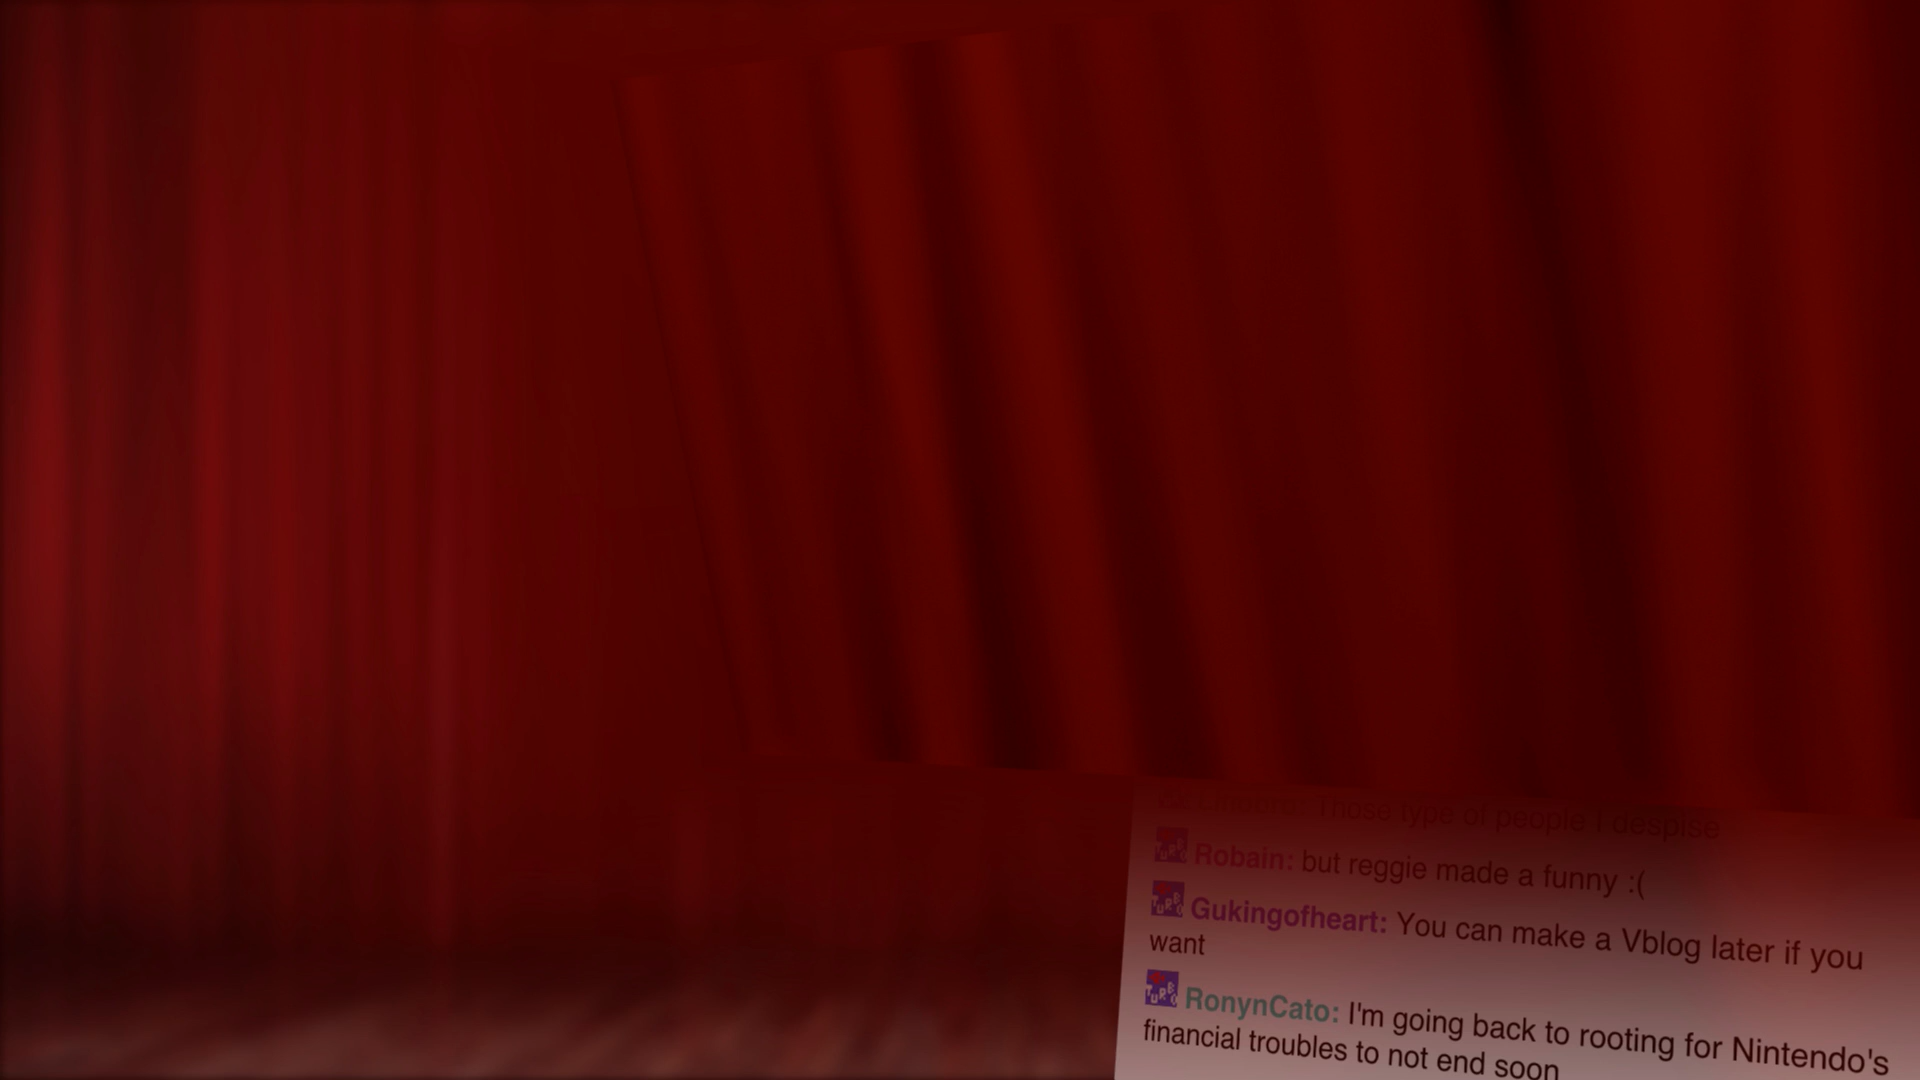 Those type of people I despise
Robain: but reggie made a funny :(
Gukingofheart: You can make a Vblog later if you
want
RonynCato: I'm going back to rooting for Nintendo's
financial troubles to not end soon